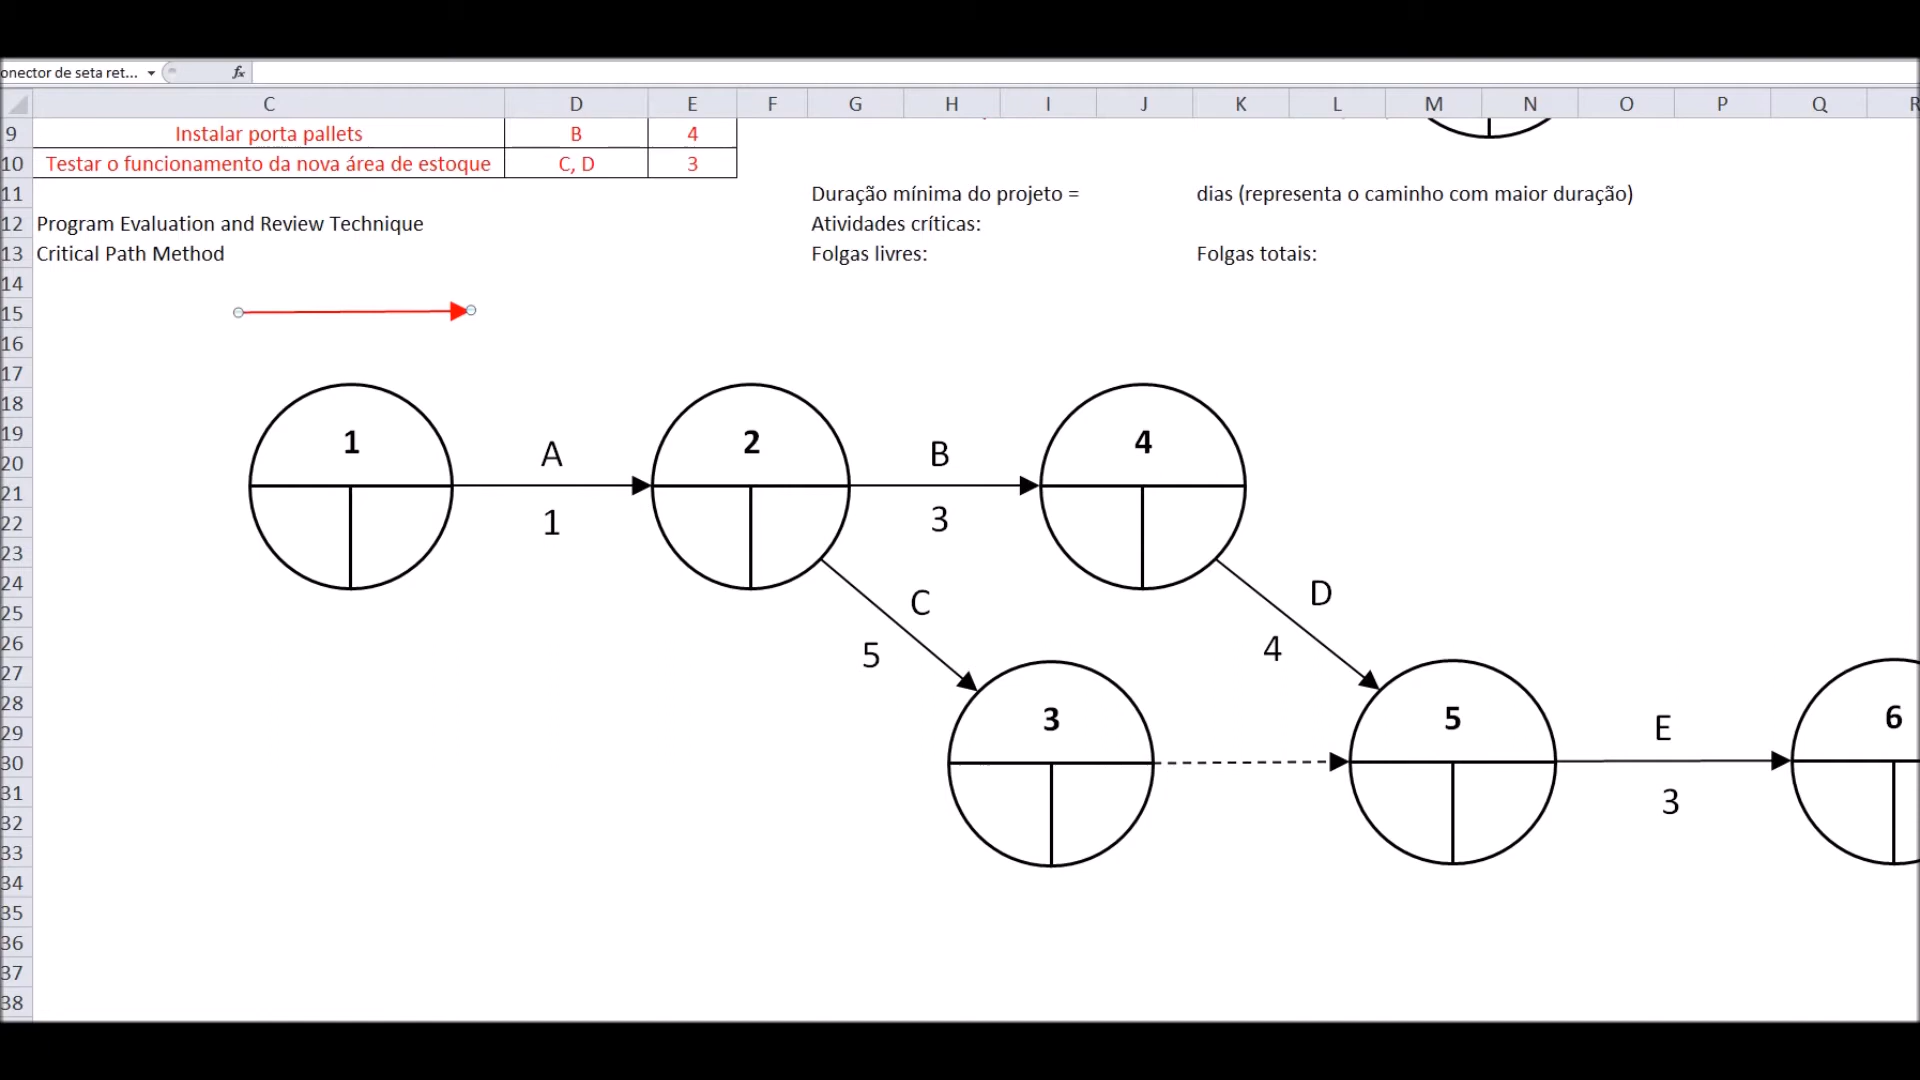 onector de seta ret... fx
C D E F G H I J K L M N O P Q R
9 Instalar porta pallets B 4
10 Testar o funcionamento da nova área de estoque C, D 3
11 Duração mínima do projeto = dias (representa o caminho com maior duração)
12 Program Evaluation and Review Technique Atividades críticas:
13 Critical Path Method Folgas livres: Folgas totais:
14
15
16
17
18
19
20
21
22
23
24
25
26
27
28
29
30
31
32
33
34
35
36
37
38
1 2 4
A B
1 3
C D
5 4
3 5 6
E
3